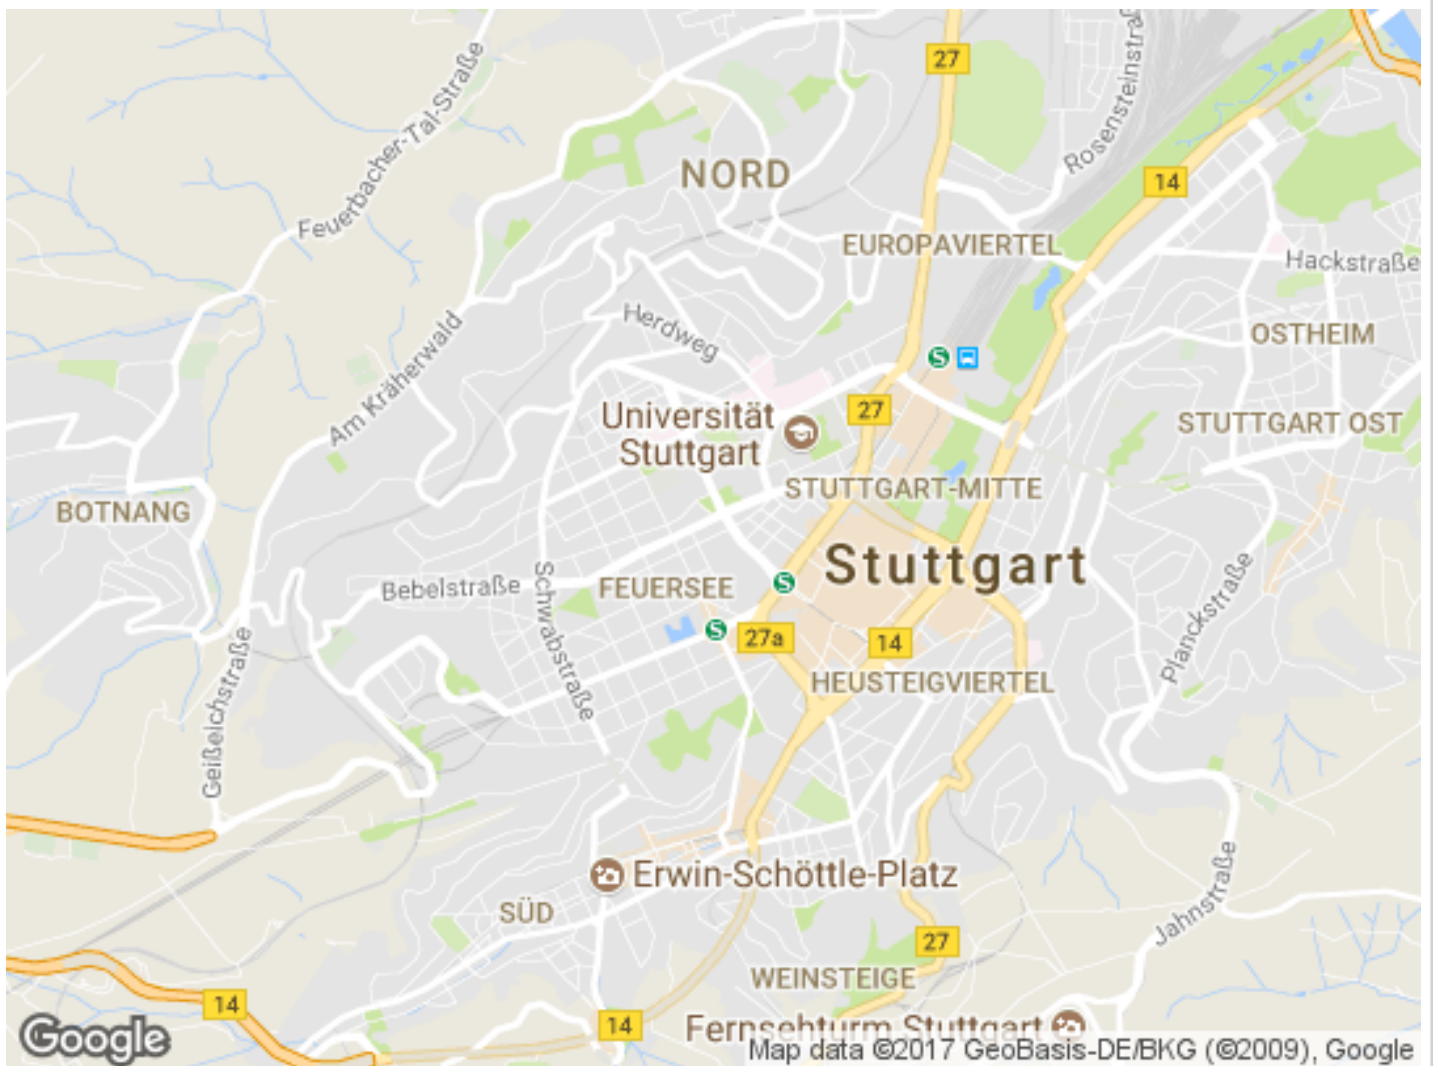 27
Feuerbacher-Tal-Straße
Rosensteinstraß
NORD
14
EUROPAVIERTEL
Hackstraße
Herdweg
Am Kräherwald
OSTHEIM
S
27
Universität
Stuttgart
STUTTGART OST
STUTTGART-MITTE
BOTNANG
Stuttgart
Bebelstraße
Schwabstraße
FEUERSEE
S
S
27a
14
Planckstraße
Geißeichstraße
HEUSTEIGVIERTEL
Erwin-Schöttle-Platz
SÜD
Jahnstraße
27
WEINSTEIGE
14
14
Fernsehturm Stuttgart
Google
Map data ©2017 GeoBasis-DE/BKG (©2009), Google